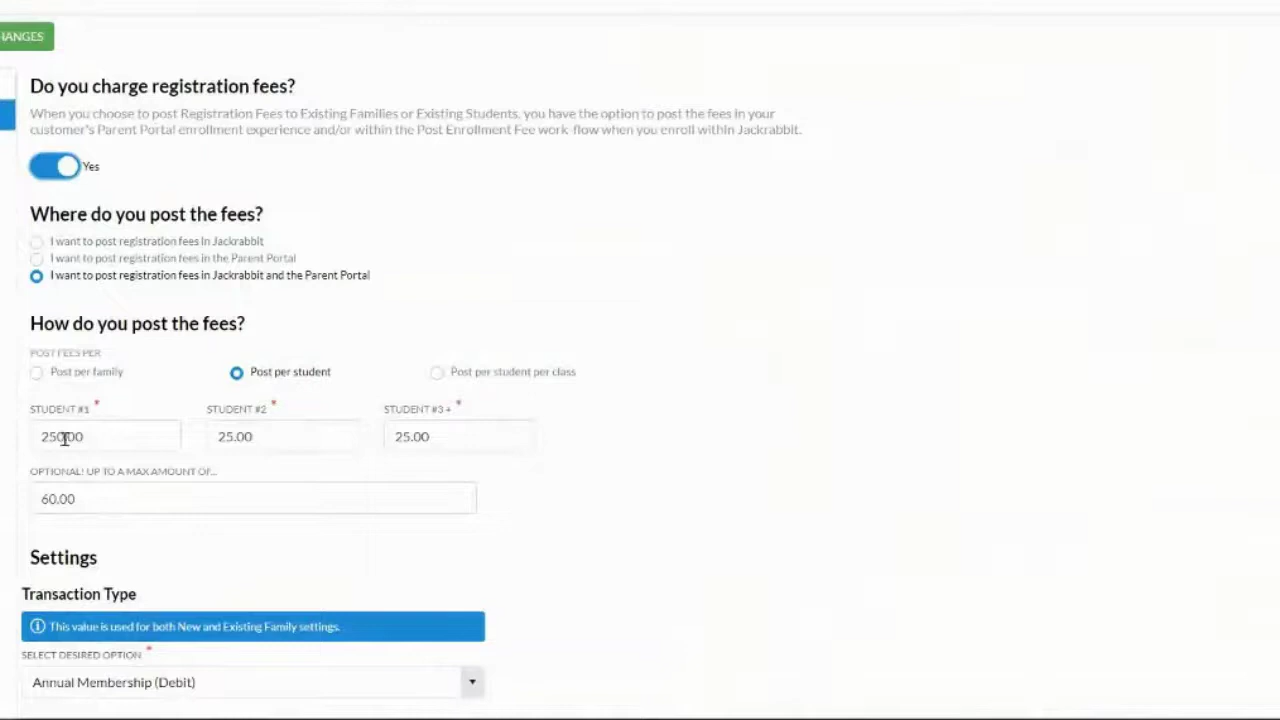 HANGES
Do you charge registration fees?
When you choose to post Registration Fees to Existing Families or Existing Students, you have the option to post the fees in your
customer's Parent Portal enrollment experience and/or within the Post Enrollment Fee work-flow when you enroll within Jackrabbit.
Yes
Where do you post the fees?
I want to post registration fees in Jackrabbit
I want to post registration fees in the Parent Portal
I want to post registration fees in Jackrabbit and the Parent Portal
How do you post the fees?
POST FEES PER
Post per family Post per student Post per student per class
STUDENT #1 * STUDENT #2 * STUDENT #3 + *
25.00 25.00
OPTIONAL! UP TO A MAX AMOUNT OF...
60.00
Settings
Transaction Type
This value is used for both New and Existing Family settings.
SELECT DESIRED OPTION *
Annual Membership (Debit)